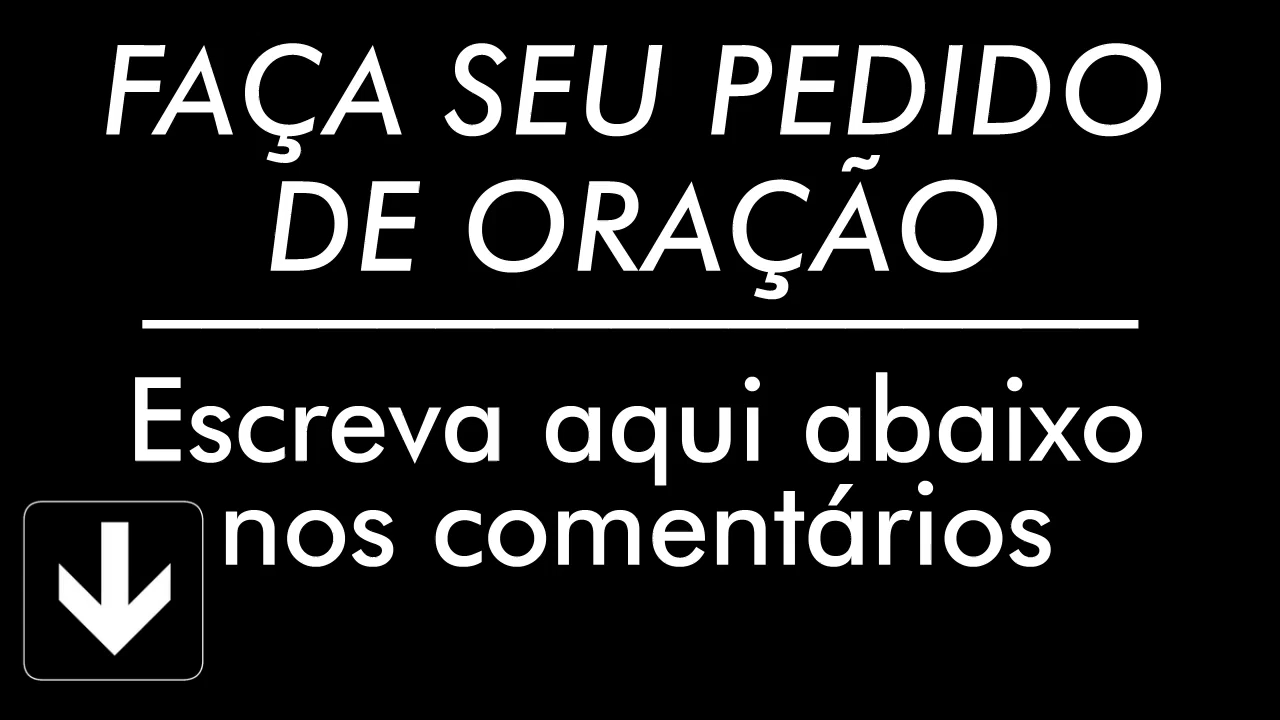 FAÇA SEU PEDIDO
DE ORAÇÃO
Escreva aqui abaixo
nos comentários